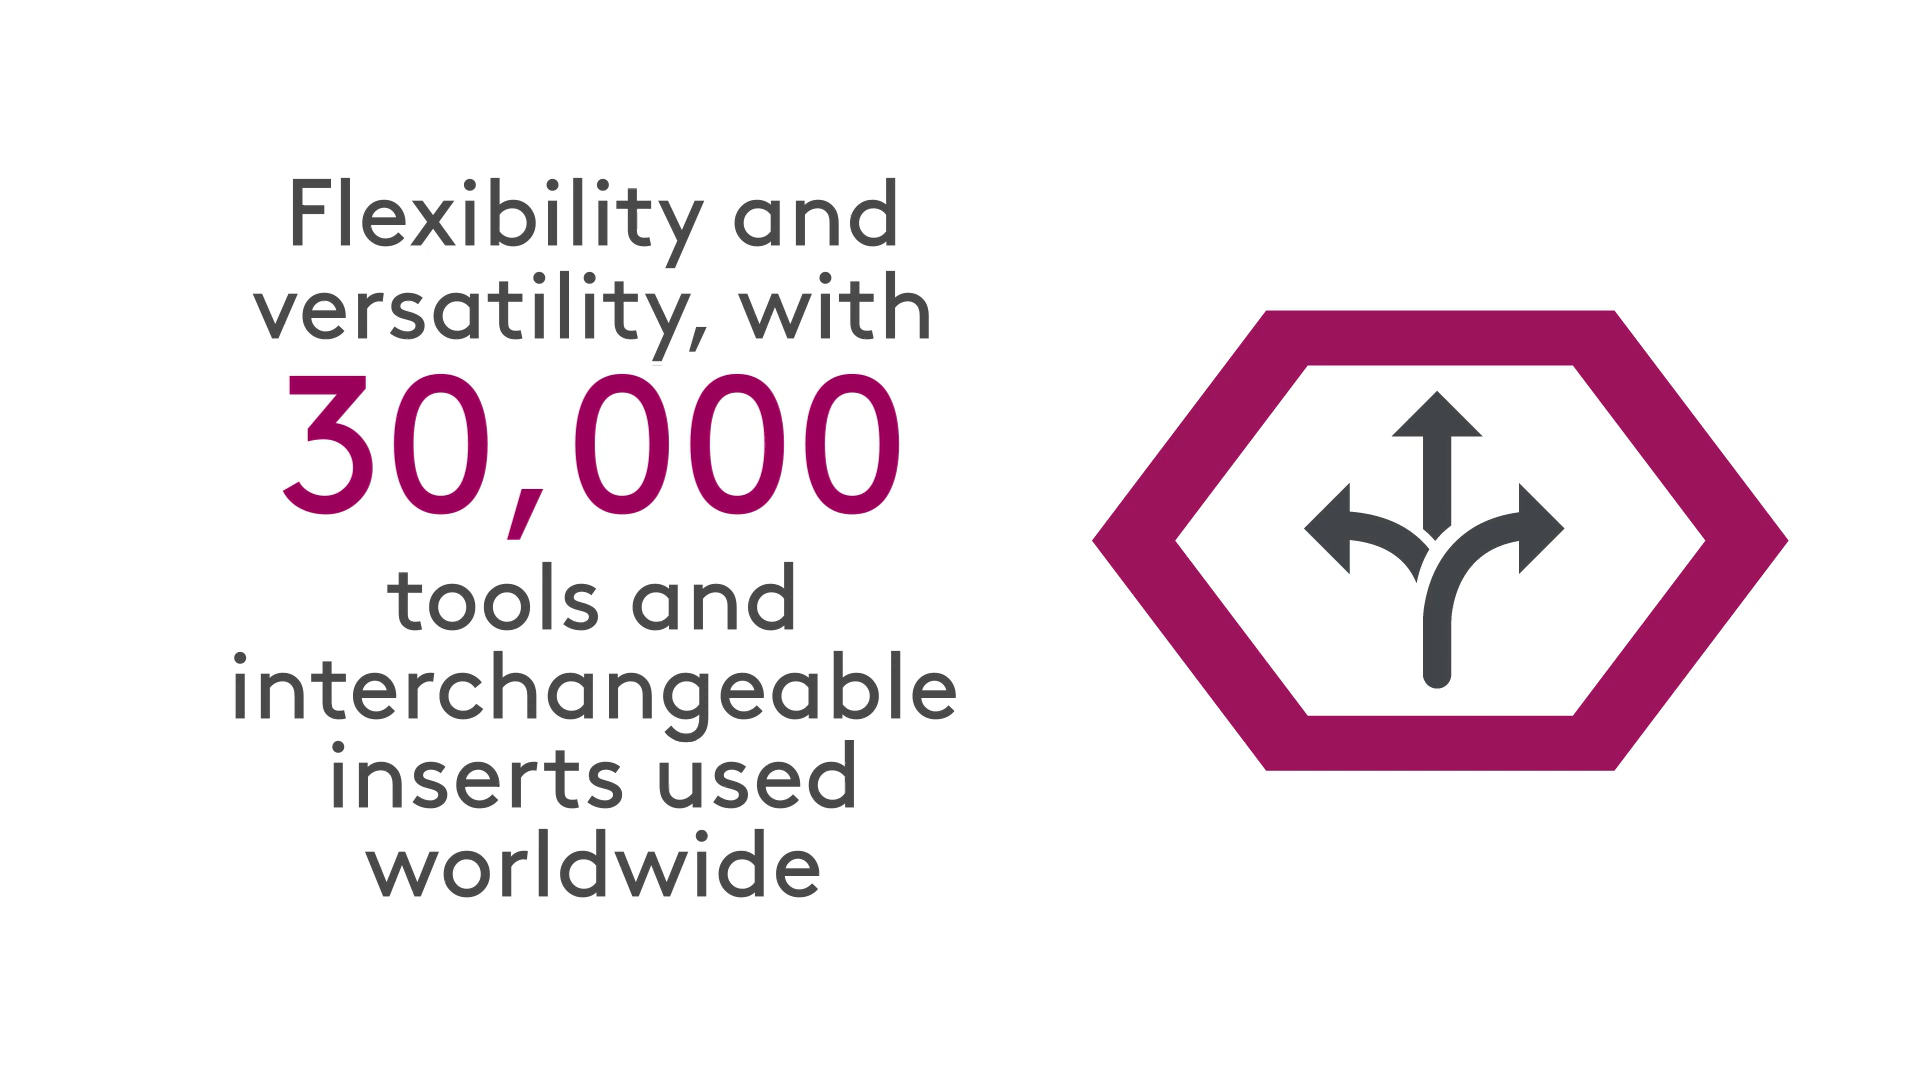 Flexibility and
versatility, with
30,000
tools and
interchangeable
inserts used
worldwide